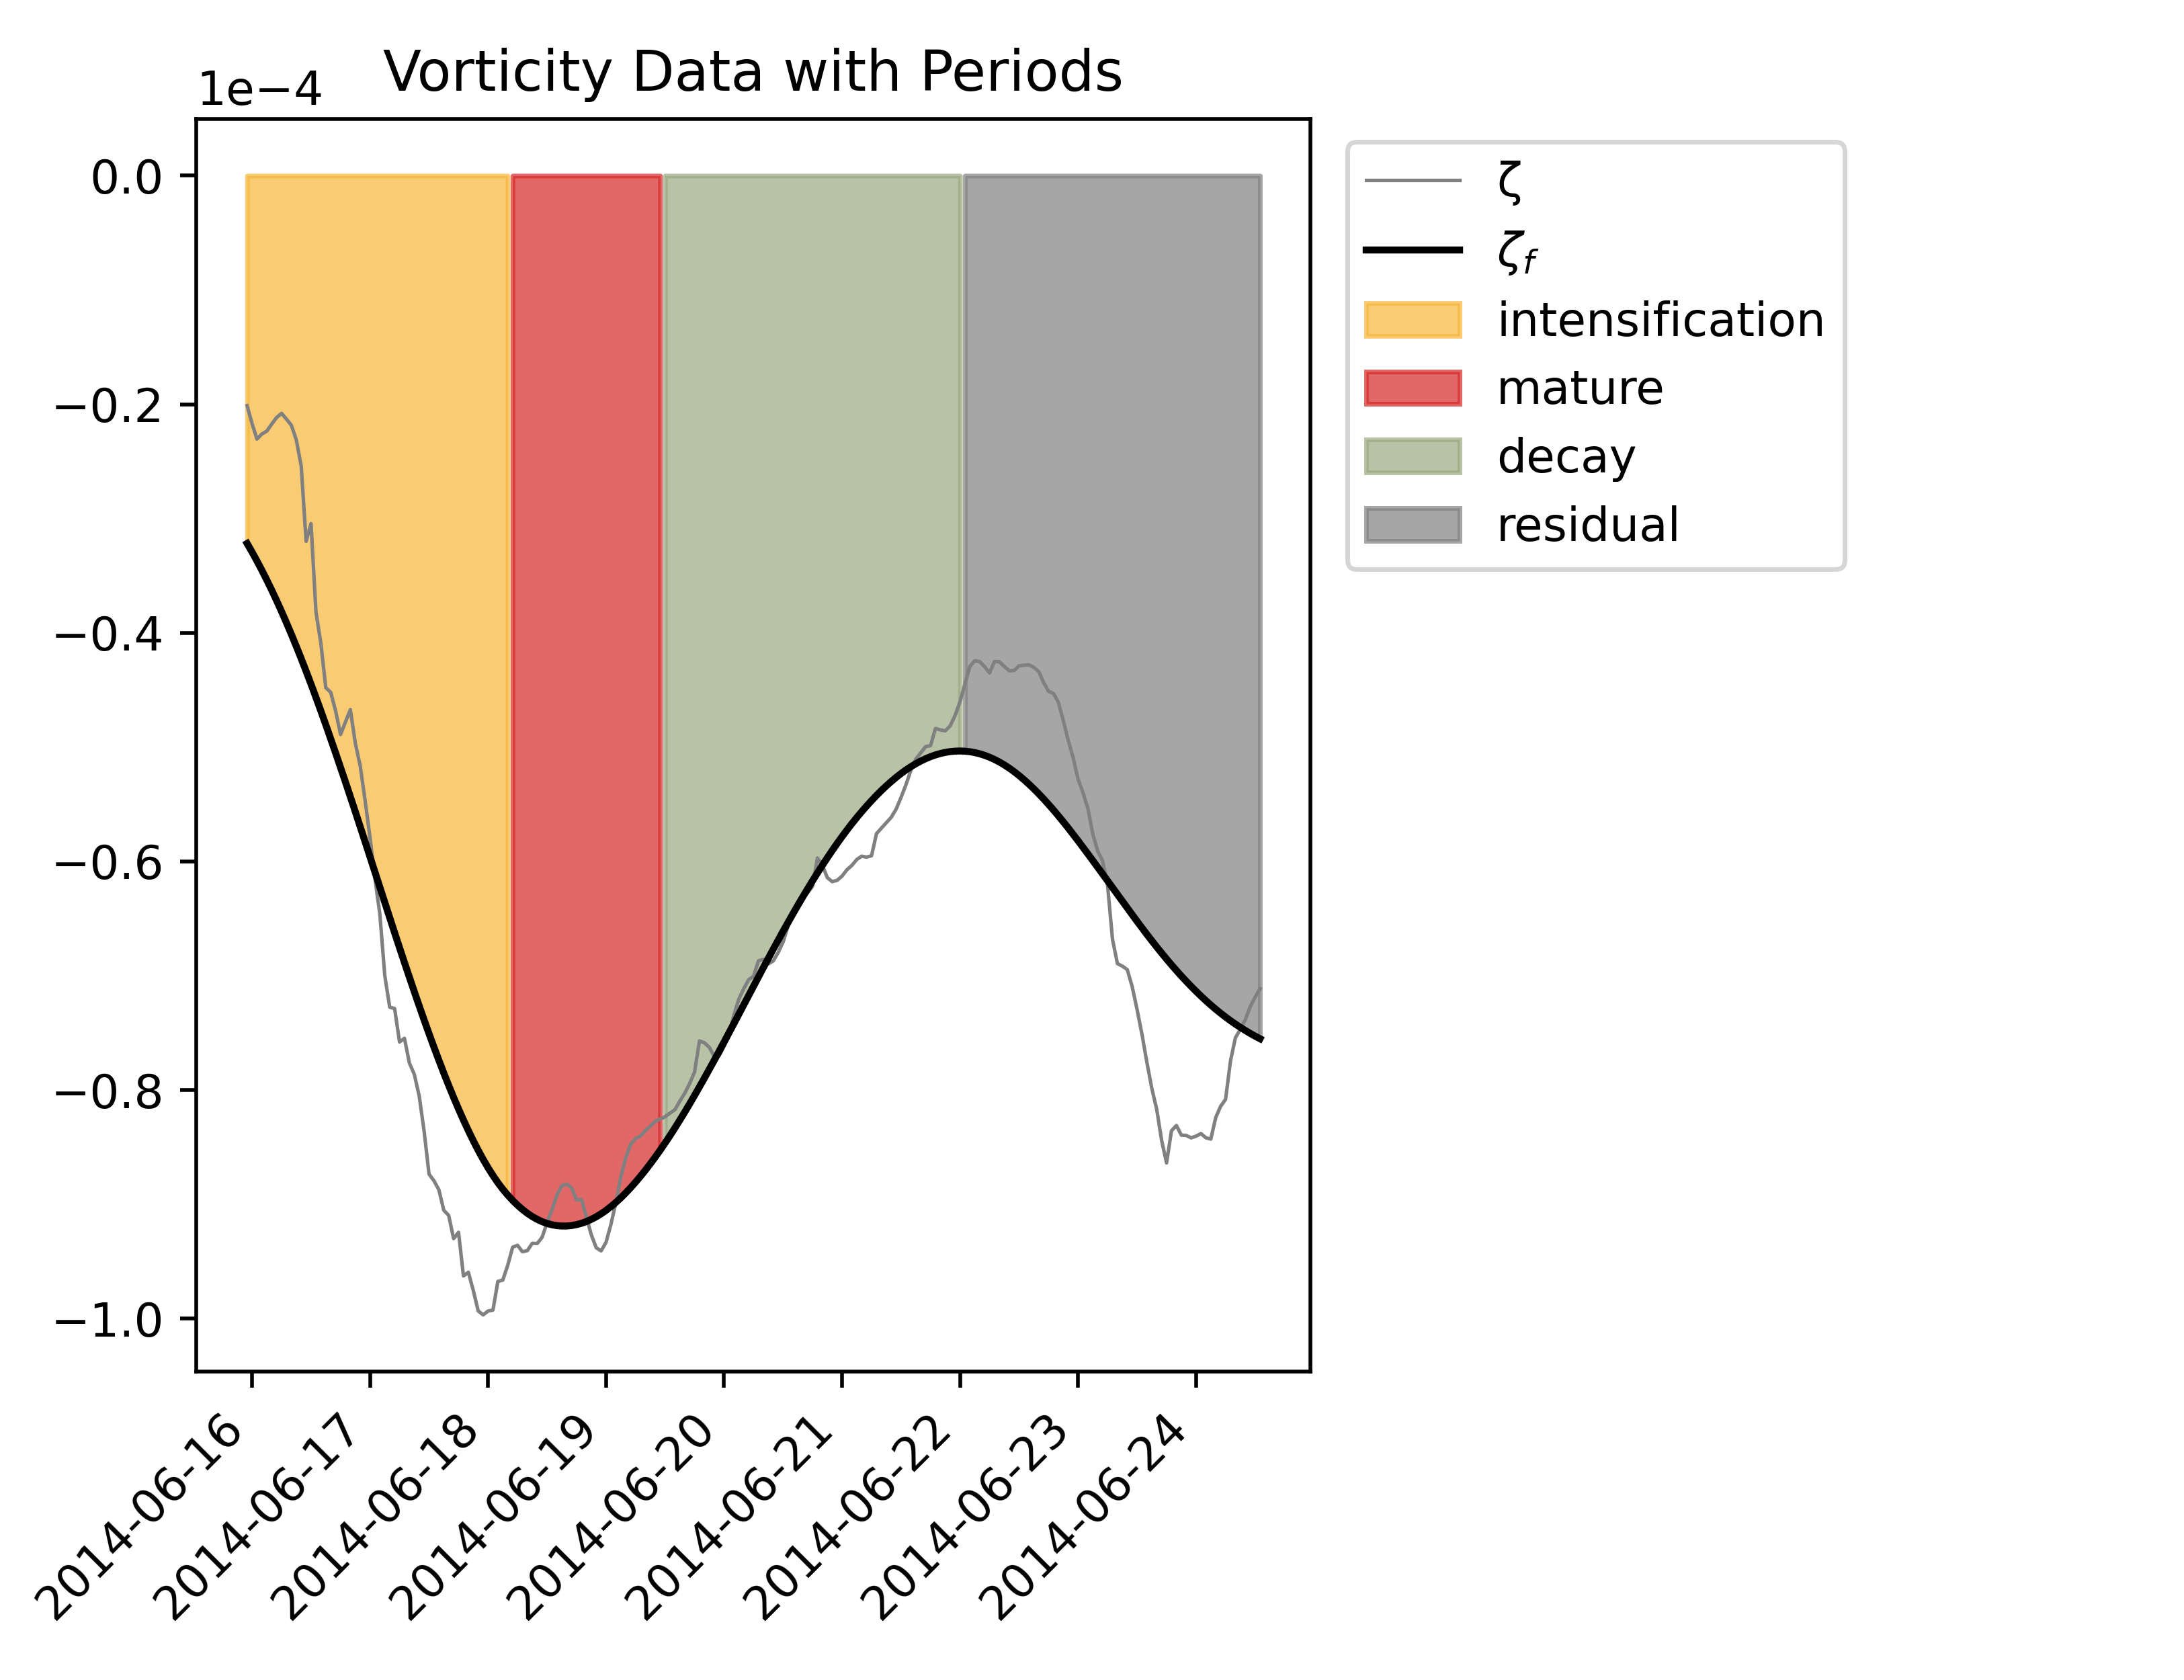 Vorticity Data with Periods
1e−4
0.0
−0.2
−0.4
−0.6
−0.8
−1.0
2014-06-16
2014-06-17
2014-06-18
2014-06-19
2014-06-20
2014-06-21
2014-06-22
2014-06-23
2014-06-24
ζ
ζf
intensification
mature
decay
residual